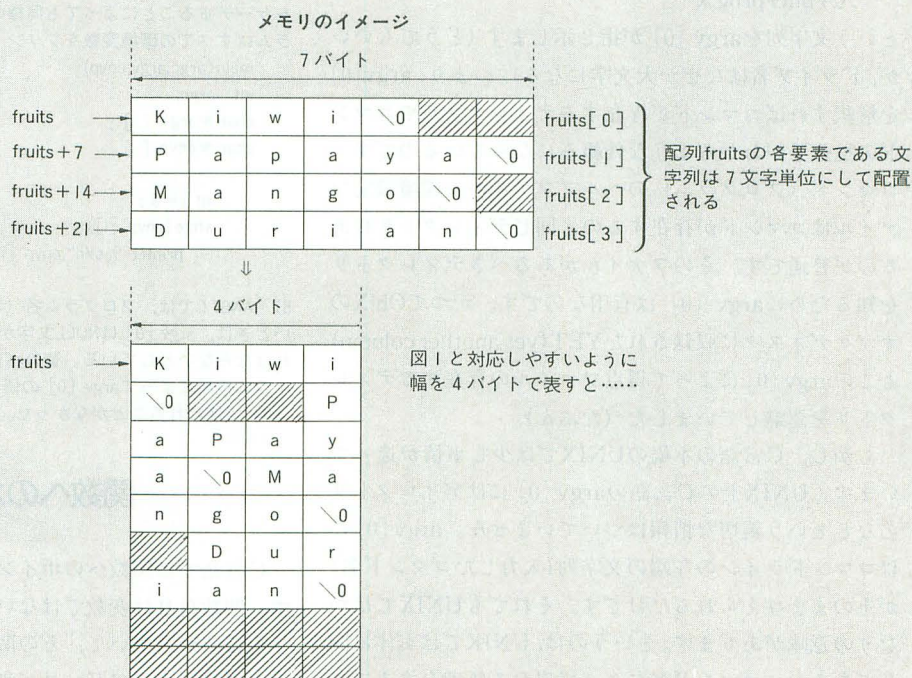 メモリのイメージ
7バイト
fruits K i w i \0 fruits[0]
fruits+7 P a p a y a \0 fruits[1]
fruits+14 M a n g o \0 fruits[2]
fruits+21 D u r i a n \0 fruits[3]
配列fruitsの各要素である文
字列は7文字単位にして配置
される
⇓
4バイト
fruits K i w i
\0 P
a P a y
a \0 M a
n g o \0
D u r
i a n \0
図1と対応しやすいように
幅を4バイトで表すと……